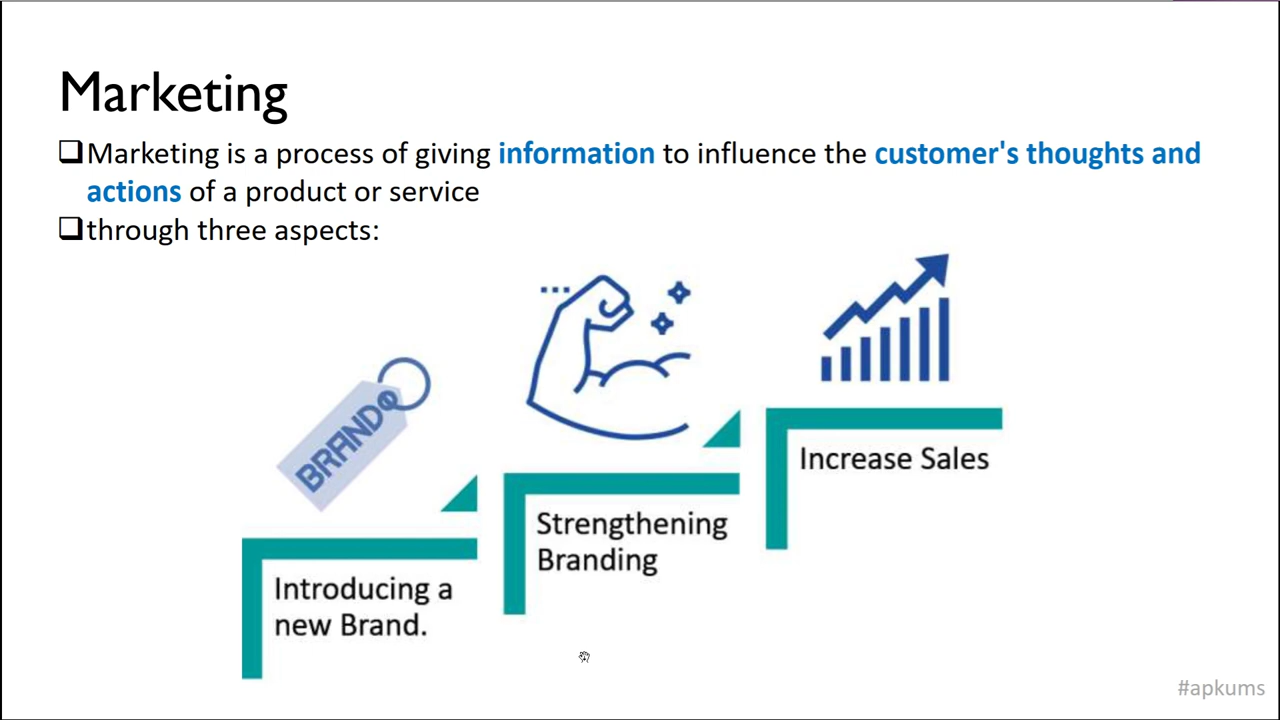 Marketing
Marketing is a process of giving information to influence the customer's thoughts and
actions of a product or service
through three aspects:
BRAND
Increase Sales
Strengthening
Branding
Introducing a
new Brand.
#apkums